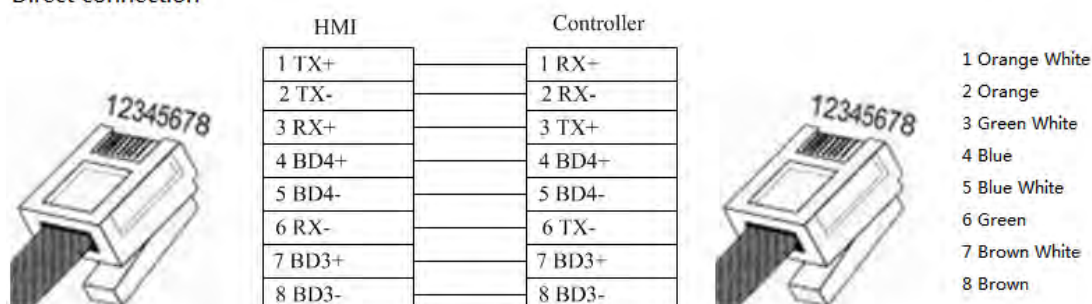 Direct connection
HMI Controller
1 TX+ 1 RX+
2 TX- 2 RX-
3 RX+ 3 TX+
4 BD4+ 4 BD4+
5 BD4- 5 BD4-
6 RX- 6 TX-
7 BD3+ 7 BD3+
8 BD3- 8 BD3-
12345678
12345678
1 Orange White
2 Orange
3 Green White
4 Blue
5 Blue White
6 Green
7 Brown White
8 Brown